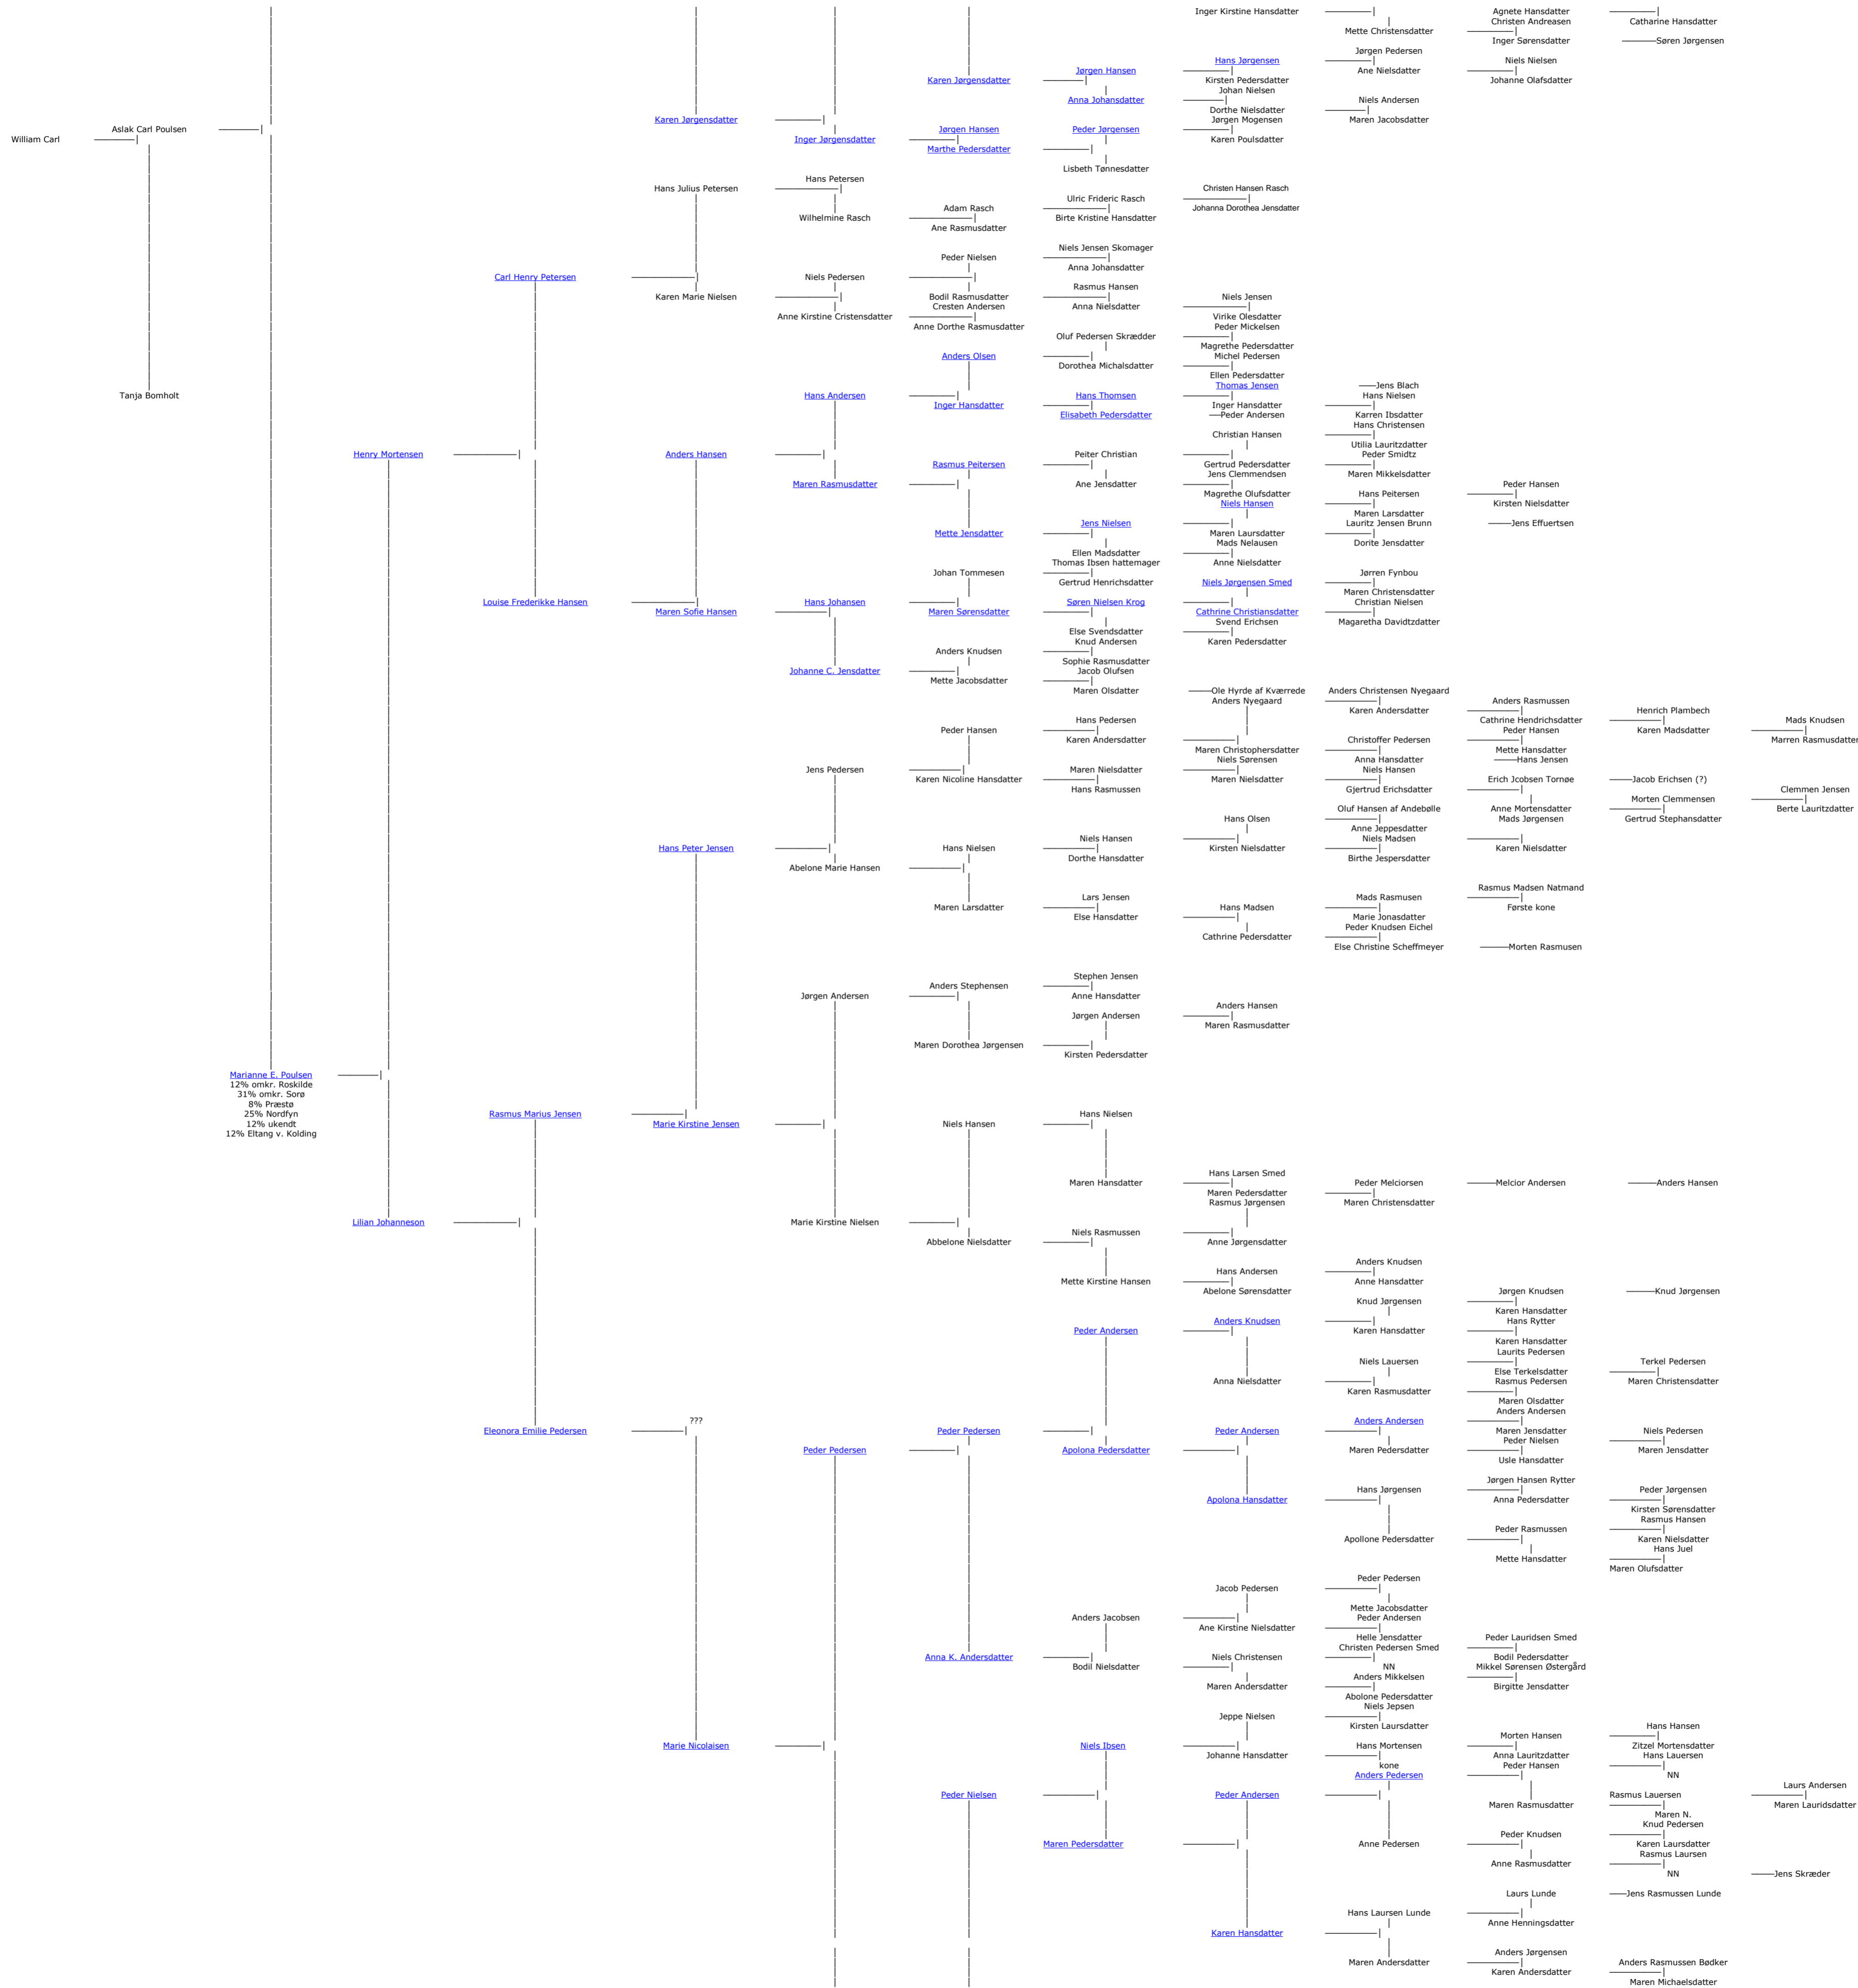 Inger Kirstine Hansdatter
Agnete Hansdatter
Christen Andreasen
Catharine Hansdatter
Mette Christensdatter
Inger Sørensdatter
Søren Jørgensen
Jørgen Pedersen
Hans Jørgensen
Niels Nielsen
Jørgen Hansen
Ane Nielsdatter
Karen Jørgensdatter
Kirsten Pedersdatter
Johanne Olafsdatter
Johan Nielsen
Anna Johansdatter
Niels Andersen
Dorthe Nielsdatter
Karen Jørgensdatter
Jørgen Mogensen
Maren Jacobsdatter
Aslak Carl Poulsen
Jørgen Hansen
Peder Jørgensen
William Carl
Inger Jørgensdatter
Karen Poulsdatter
Marthe Pedersdatter
Lisbeth Tønnesdatter
Hans Petersen
Hans Julius Petersen
Christen Hansen Rasch
Ulric Frideric Rasch
Adam Rasch
Johanna Dorothea Jensdatter
Wilhelmine Rasch
Birte Kristine Hansdatter
Ane Rasmusdatter
Niels Jensen Skomager
Peder Nielsen
Anna Johansdatter
Carl Henry Petersen
Niels Pedersen
Rasmus Hansen
Karen Marie Nielsen
Bodil Rasmusdatter
Niels Jensen
Cresten Andersen
Anna Nielsdatter
Anne Kirstine Cristensdatter
Virike Olesdatter
Anne Dorthe Rasmusdatter
Peder Mickelsen
Oluf Pedersen Skrædder
Magrethe Pedersdatter
Anders Olsen
Michel Pedersen
Dorothea Michalsdatter
Ellen Pedersdatter
Thomas Jensen
Jens Blach
Tanja Bomholt
Hans Andersen
Hans Thomsen
Hans Nielsen
Inger Hansdatter
Inger Hansdatter
Elisabeth Pedersdatter
Peder Andersen
Karren Ibsdatter
Hans Christensen
Christian Hansen
Utilia Lauritzdatter
Henry Mortensen
Anders Hansen
Peiter Christian
Peder Smidtz
Rasmus Peitersen
Gertrud Pedersdatter
Jens Clemmendsen
Maren Mikkelsdatter
Maren Rasmusdatter
Ane Jensdatter
Peder Hansen
Magrethe Olufsdatter
Hans Peitersen
Niels Hansen
Kirsten Nielsdatter
Maren Larsdatter
Jens Nielsen
Lauritz Jensen Brunn
Jens Effuertsen
Mette Jensdatter
Maren Laursdatter
Mads Nelausen
Dorite Jensdatter
Ellen Madsdatter
Thomas Ibsen hattemager
Anne Nielsdatter
Johan Tommesen
Jørren Fynbou
Gertrud Henrichsdatter
Niels Jørgensen Smed
Maren Christensdatter
Louise Frederikke Hansen
Hans Johansen
Søren Nielsen Krog
Christian Nielsen
Maren Sofie Hansen
Maren Sørensdatter
Cathrine Christiansdatter
Svend Erichsen
Magaretha Davidtzdatter
Else Svendsdatter
Knud Andersen
Karen Pedersdatter
Anders Knudsen
Sophie Rasmusdatter
Johanne C. Jensdatter
Jacob Olufsen
Mette Jacobsdatter
Maren Olsdatter
Ole Hyrde af Kværrede
Anders Christensen Nyegaard
Anders Nyegaard
Anders Rasmussen
Karen Andersdatter
Henrich Plambech
Hans Pedersen
Cathrine Hendrichsdatter
Mads Knudsen
Peder Hansen
Peder Hansen
Karen Madsdatter
Karen Andersdatter
Christoffer Pedersen
Marren Rasmusdatter
Maren Christophersdatter
Mette Hansdatter
Niels Sørensen
Anna Hansdatter
Hans Jensen
Jens Pedersen
Maren Nielsdatter
Niels Hansen
Karen Nicoline Hansdatter
Maren Nielsdatter
Erich Jcobsen Tornøe
Jacob Erichsen (?)
Hans Rasmussen
Gjertrud Erichsdatter
Clemmen Jensen
Morten Clemmensen
Oluf Hansen af Andebølle
Anne Mortensdatter
Berte Lauritzdatter
Hans Olsen
Mads Jørgensen
Gertrud Stephansdatter
Anne Jeppesdatter
Niels Hansen
Niels Madsen
Hans Peter Jensen
Hans Nielsen
Kirsten Nielsdatter
Karen Nielsdatter
Dorthe Hansdatter
Birthe Jespersdatter
Abelone Marie Hansen
Rasmus Madsen Natmand
Lars Jensen
Mads Rasmusen
Maren Larsdatter
Hans Madsen
Første kone
Else Hansdatter
Marie Jonasdatter
Peder Knudsen Eichel
Cathrine Pedersdatter
Else Christine Scheffmeyer
Morten Rasmusen
Stephen Jensen
Anders Stephensen
Jørgen Andersen
Anne Hansdatter
Anders Hansen
Jørgen Andersen
Maren Rasmusdatter
Maren Dorothea Jørgensen
Kirsten Pedersdatter
Marianne E. Poulsen
12% omkr. Roskilde
31% omkr. Sorø
8% Præstø
25% Nordfyn
Rasmus Marius Jensen
Hans Nielsen
12% ukendt
Marie Kirstine Jensen
Niels Hansen
12% Eltang v. Kolding
Hans Larsen Smed
Maren Hansdatter
Peder Melciorsen
Melcior Andersen
Anders Hansen
Maren Pedersdatter
Rasmus Jørgensen
Maren Christensdatter
Lilian Johanneson
Marie Kirstine Nielsen
Niels Rasmussen
Abbelone Nielsdatter
Anne Jørgensdatter
Anders Knudsen
Hans Andersen
Mette Kirstine Hansen
Anne Hansdatter
Abelone Sørensdatter
Jørgen Knudsen
Knud Jørgensen
Knud Jørgensen
Karen Hansdatter
Anders Knudsen
Hans Rytter
Peder Andersen
Karen Hansdatter
Karen Hansdatter
Laurits Pedersen
Niels Lauersen
Terkel Pedersen
Else Terkelsdatter
Anna Nielsdatter
Rasmus Pedersen
Maren Christensdatter
Karen Rasmusdatter
Maren Olsdatter
Anders Andersen
???
Anders Andersen
Eleonora Emilie Pedersen
Peder Pedersen
Peder Andersen
Maren Jensdatter
Niels Pedersen
Peder Nielsen
Peder Pedersen
Apolona Pedersdatter
Maren Pedersdatter
Maren Jensdatter
Usle Hansdatter
Jørgen Hansen Rytter
Hans Jørgensen
Peder Jørgensen
Apolona Hansdatter
Anna Pedersdatter
Kirsten Sørensdatter
Rasmus Hansen
Peder Rasmussen
Apollone Pedersdatter
Karen Nielsdatter
Hans Juel
Mette Hansdatter
Maren Olufsdatter
Peder Pedersen
Jacob Pedersen
Mette Jacobsdatter
Anders Jacobsen
Peder Andersen
Ane Kirstine Nielsdatter
Helle Jensdatter
Peder Lauridsen Smed
Christen Pedersen Smed
Anna K. Andersdatter
Niels Christensen
Bodil Pedersdatter
Bodil Nielsdatter
NN
Mikkel Sørensen Østergård
Anders Mikkelsen
Maren Andersdatter
Birgitte Jensdatter
Abolone Pedersdatter
Niels Jepsen
Jeppe Nielsen
Kirsten Laursdatter
Hans Hansen
Morten Hansen
Marie Nicolaisen
Niels Ibsen
Hans Mortensen
Zitzel Mortensdatter
Johanne Hansdatter
Anna Lauritzdatter
Hans Lauersen
kone
Peder Hansen
Anders Pedersen
NN
Laurs Andersen
Peder Nielsen
Peder Andersen
Rasmus Lauersen
Maren Rasmusdatter
Maren Lauridsdatter
Maren N.
Knud Pedersen
Peder Knudsen
Maren Pedersdatter
Anne Pedersen
Karen Laursdatter
Rasmus Laursen
Anne Rasmusdatter
NN
Jens Skræder
Laurs Lunde
Jens Rasmussen Lunde
Hans Laursen Lunde
Anne Henningsdatter
Karen Hansdatter
Anders Jørgensen
Maren Andersdatter
Anders Rasmussen Bødker
Karen Andersdatter
Maren Michaelsdatter